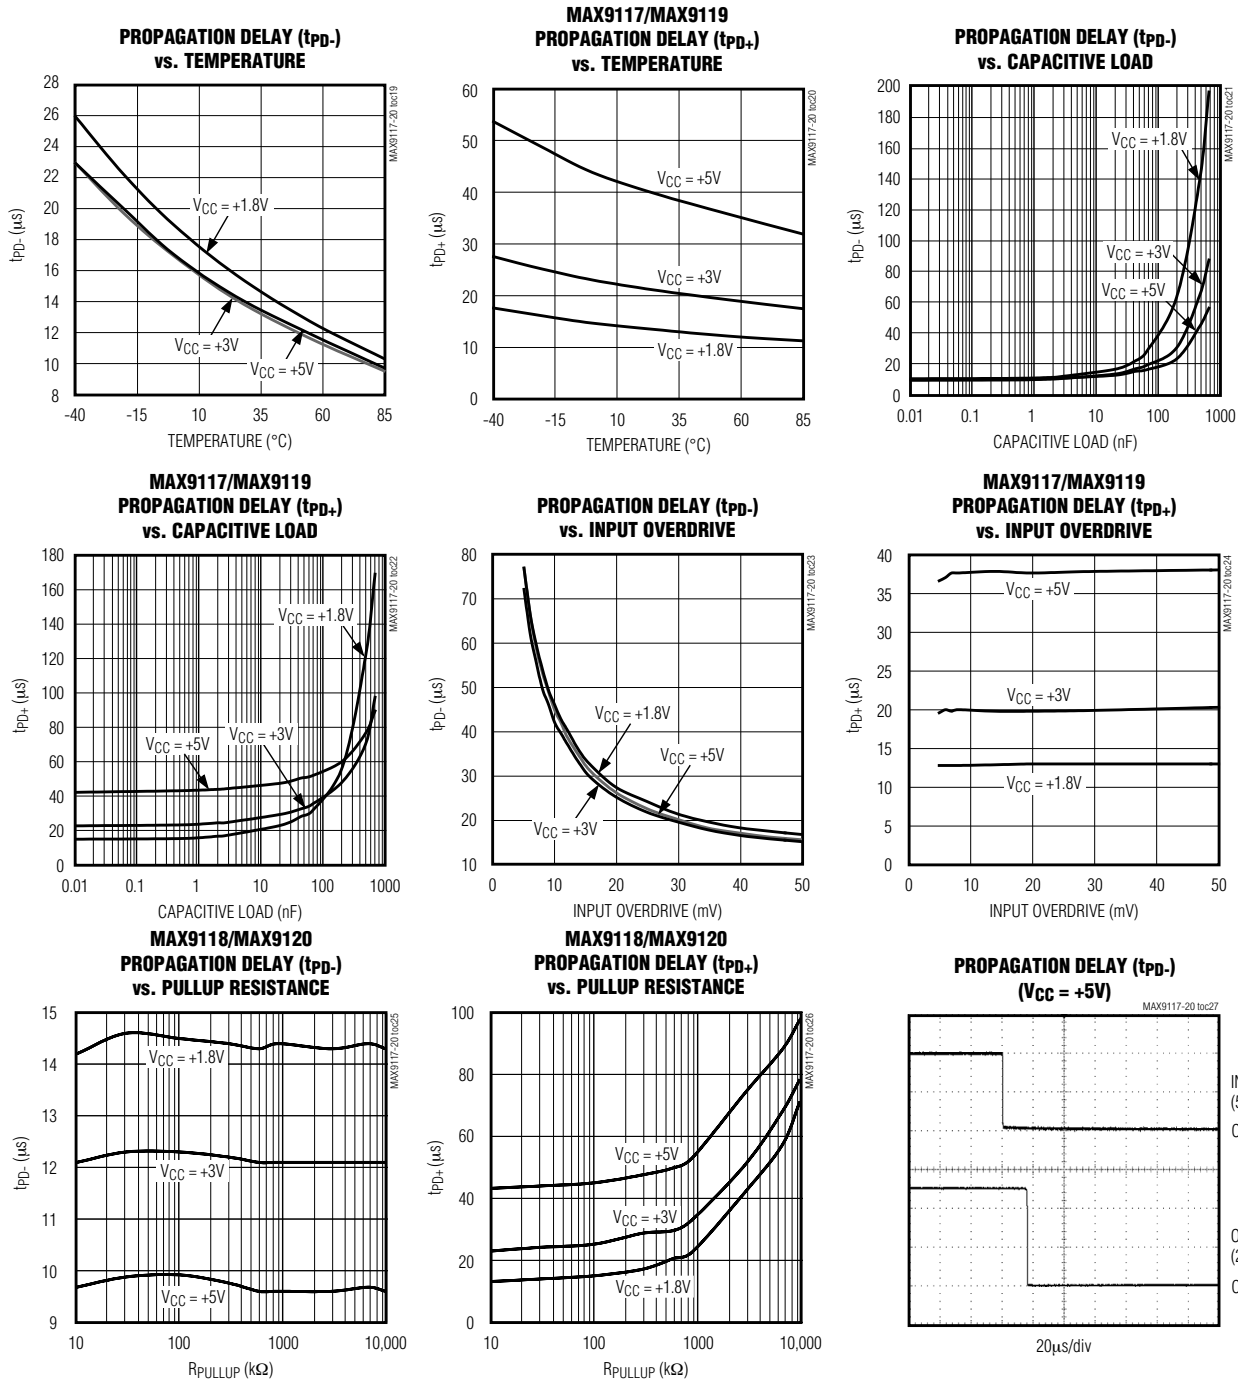 PROPAGATION DELAY (tPD-)
vs. TEMPERATURE
28
26
24
22
20
18
16
14
12
10
8
tPD- (µs)
VCC = +1.8V
VCC = +3V
VCC = +5V
-40 -15 10 35 60 85
TEMPERATURE (°C)
MAX9117-20 toc19
MAX9117/MAX9119
PROPAGATION DELAY (tPD+)
vs. TEMPERATURE
60
50
40
30
20
10
0
tPD+ (µs)
VCC = +5V
VCC = +3V
VCC = +1.8V
-40 -15 10 35 60 85
TEMPERATURE (°C)
MAX9117-20 toc20
PROPAGATION DELAY (tPD-)
vs. CAPACITIVE LOAD
200
180
160
140
120
100
80
60
40
20
0
tPD- (µs)
VCC = +1.8V
VCC = +3V
VCC = +5V
0.01 0.1 1 10 100 1000
CAPACITIVE LOAD (nF)
MAX9117-20 toc21
MAX9117/MAX9119
PROPAGATION DELAY (tPD+)
vs. CAPACITIVE LOAD
180
160
140
120
100
80
60
40
20
0
tPD+ (µs)
VCC = +1.8V
VCC = +5V
VCC = +3V
0.01 0.1 1 10 100 1000
CAPACITIVE LOAD (nF)
MAX9117-20 toc22
PROPAGATION DELAY (tPD-)
vs. INPUT OVERDRIVE
80
70
60
50
40
30
20
10
tPD- (µs)
VCC = +1.8V
VCC = +5V
VCC = +3V
0 10 20 30 40 50
INPUT OVERDRIVE (mV)
MAX9117-20 toc23
MAX9117/MAX9119
PROPAGATION DELAY (tPD+)
vs. INPUT OVERDRIVE
40
35
30
25
20
15
10
5
0
tPD+ (µs)
VCC = +5V
VCC = +3V
VCC = +1.8V
0 10 20 30 40 50
INPUT OVERDRIVE (mV)
MAX9117-20 toc24
MAX9118/MAX9120
PROPAGATION DELAY (tPD-)
vs. PULLUP RESISTANCE
15
14
13
12
11
10
9
tPD- (µs)
VCC = +1.8V
VCC = +3V
VCC = +5V
10 100 1000 10,000
RPULLUP (kΩ)
MAX9117-20 toc25
MAX9118/MAX9120
PROPAGATION DELAY (tPD+)
vs. PULLUP RESISTANCE
100
80
60
40
20
0
tPD+ (µs)
VCC = +5V
VCC = +3V
VCC = +1.8V
10 100 1000 10,000
RPULLUP (kΩ)
MAX9117-20 toc26
PROPAGATION DELAY (tPD-)
(VCC = +5V)
MAX9117-20 toc27
20µs/div